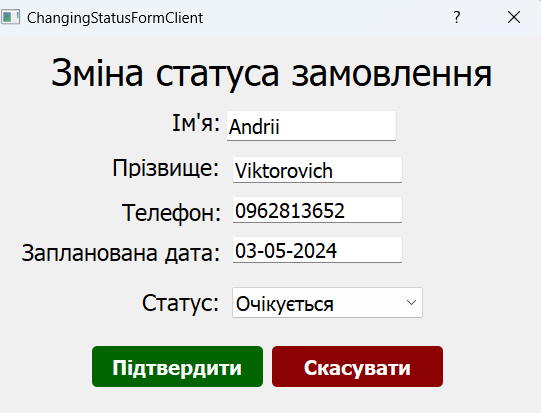 ChangingStatusFormClient ?
Зміна статуса замовлення
Ім'я: Andrii
Прізвище: Viktorovich
Телефон: 0962813652
Запланована дата: 03-05-2024
Статус: Очікується
Підтвердити Скасувати